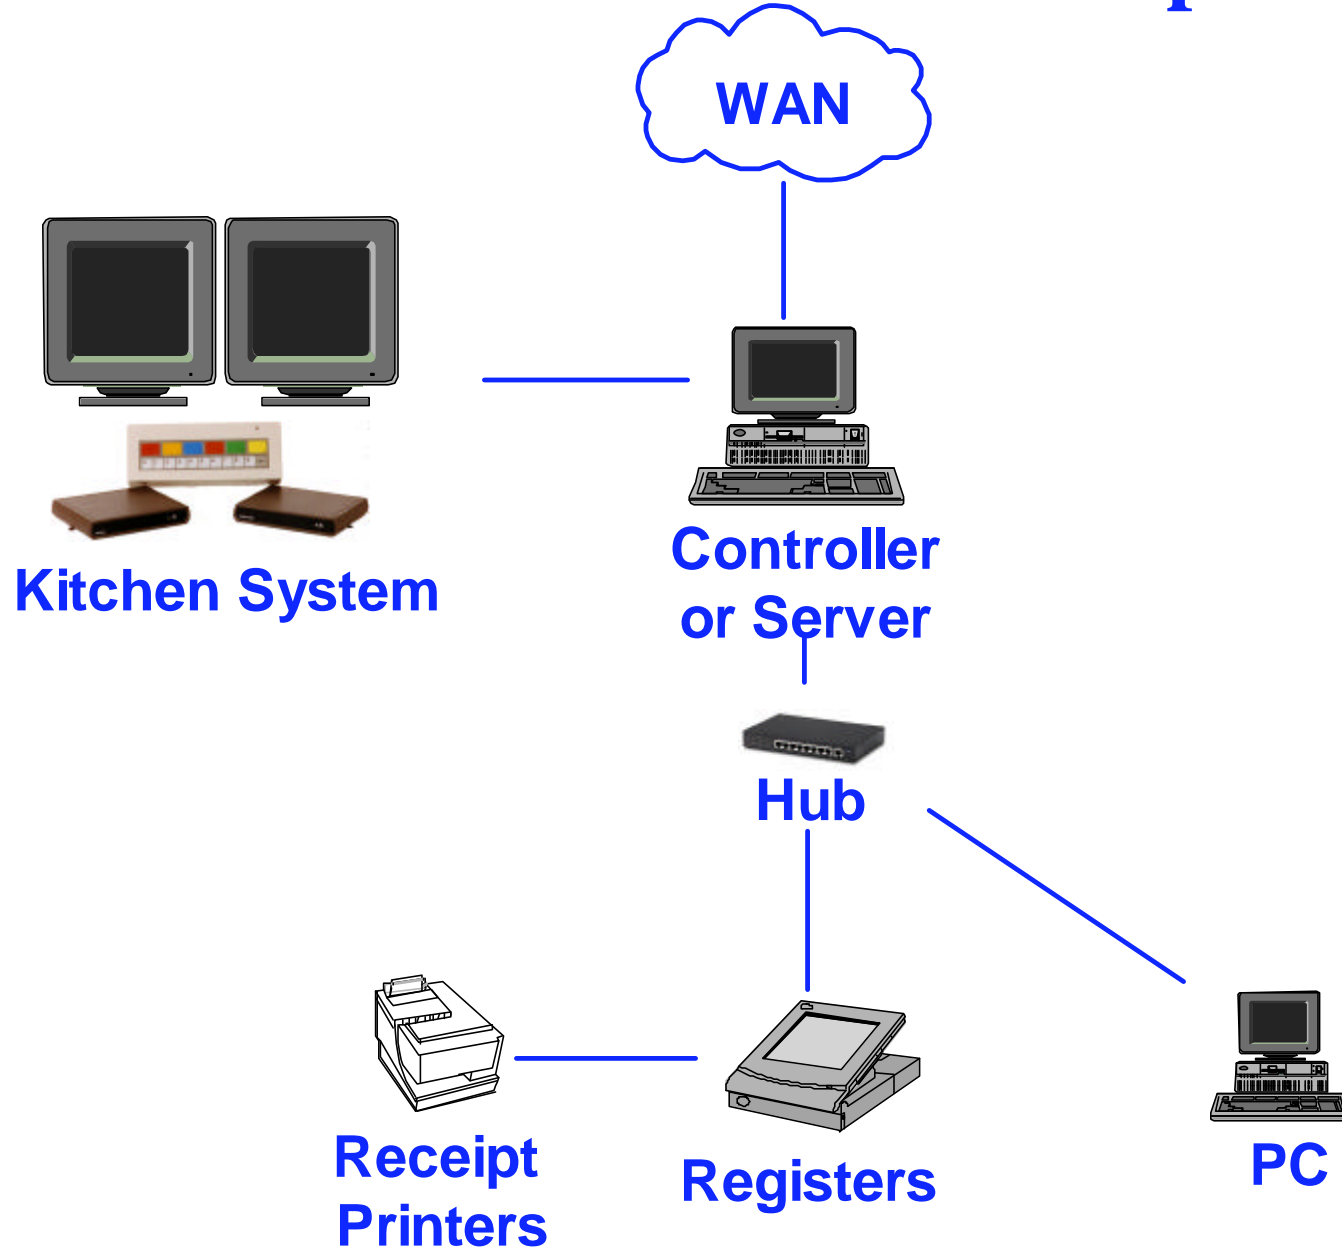 WAN
Kitchen System
Controller
or Server
Hub
Receipt
Printers
Registers
PC